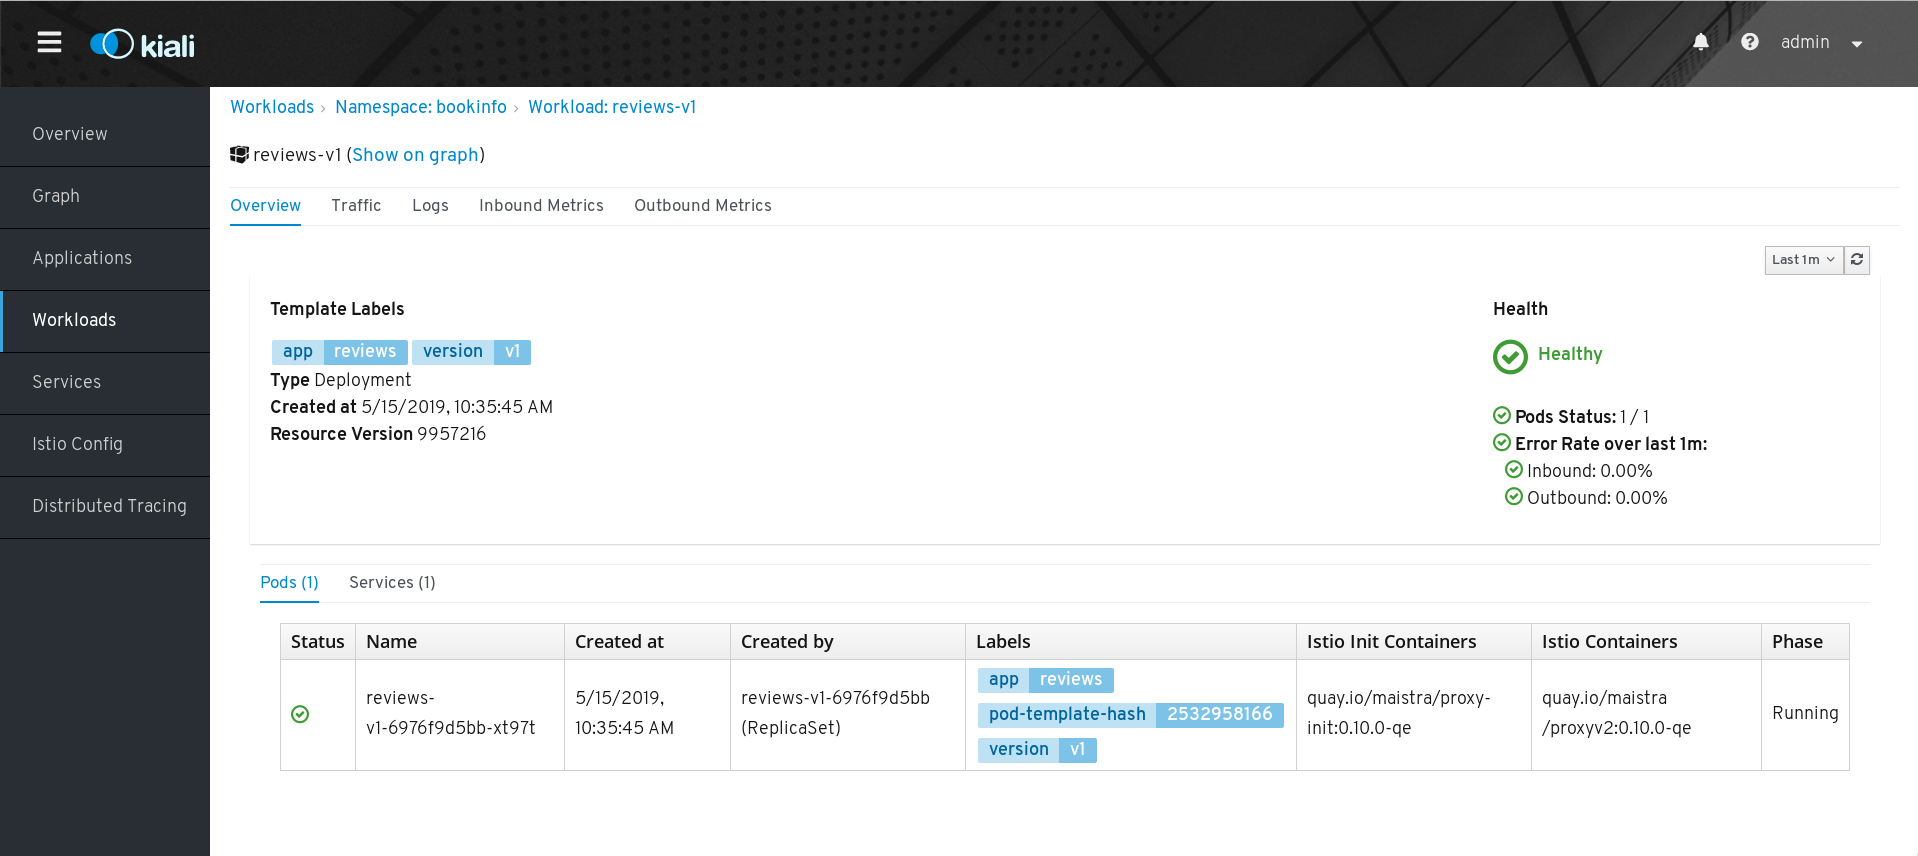 kiali
admin
Overview
Graph
Applications
Workloads
Services
Istio Config
Distributed Tracing
Workloads › Namespace: bookinfo › Workload: reviews-v1
reviews-v1 (Show on graph)
Overview Traffic Logs Inbound Metrics Outbound Metrics
Last 1m
Template Labels
app reviews version v1
Type Deployment
Created at 5/15/2019, 10:35:45 AM
Resource Version 9957216
Health
Healthy
Pods Status: 1 / 1
Error Rate over last 1m:
Inbound: 0.00%
Outbound: 0.00%
Pods (1) Services (1)
Status Name Created at Created by Labels Istio Init Containers Istio Containers Phase
reviews-
v1-6976f9d5bb-xt97t
5/15/2019,
10:35:45 AM
reviews-v1-6976f9d5bb
(ReplicaSet)
app reviews
pod-template-hash 2532958166
version v1
quay.io/maistra/proxy-
init:0.10.0-qe
quay.io/maistra
/proxyv2:0.10.0-qe
Running